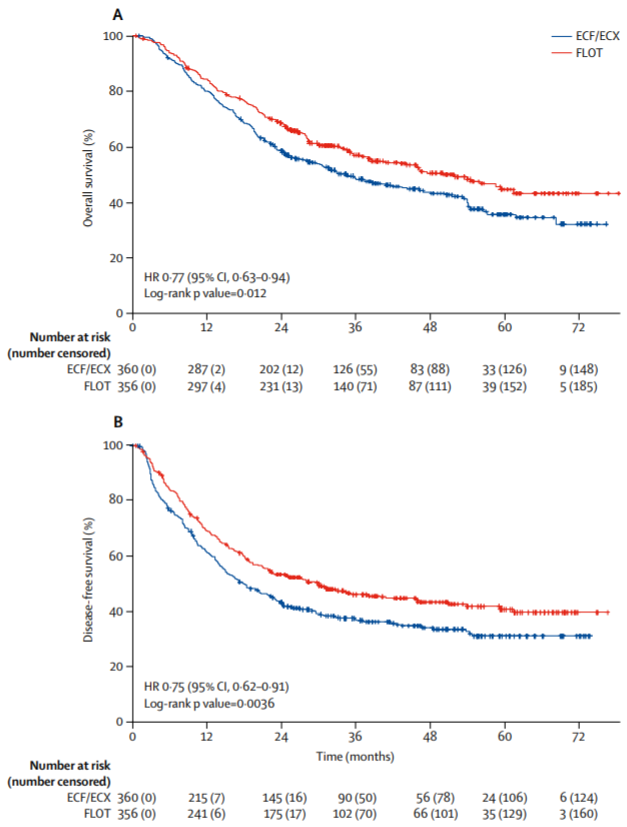 A
100
80
60
40
20
0
Overall survival (%)
ECF/ECX
FLOT
HR 0·77 (95% CI, 0·63–0·94)
Log-rank p value=0·012
0 12 24 36 48 60 72
Number at risk
(number censored)
ECF/ECX 360 (0) 287 (2) 202 (12) 126 (55) 83 (88) 33 (126) 9 (148)
FLOT 356 (0) 297 (4) 231 (13) 140 (71) 87 (111) 39 (152) 5 (185)
B
100
80
60
40
20
0
Disease-free survival (%)
HR 0·75 (95% CI, 0·62–0·91)
Log-rank p value=0·0036
0 12 24 36 48 60 72
Time (months)
Number at risk
(number censored)
ECF/ECX 360 (0) 215 (7) 145 (16) 90 (50) 56 (78) 24 (106) 6 (124)
FLOT 356 (0) 241 (6) 175 (17) 102 (70) 66 (101) 35 (129) 3 (160)